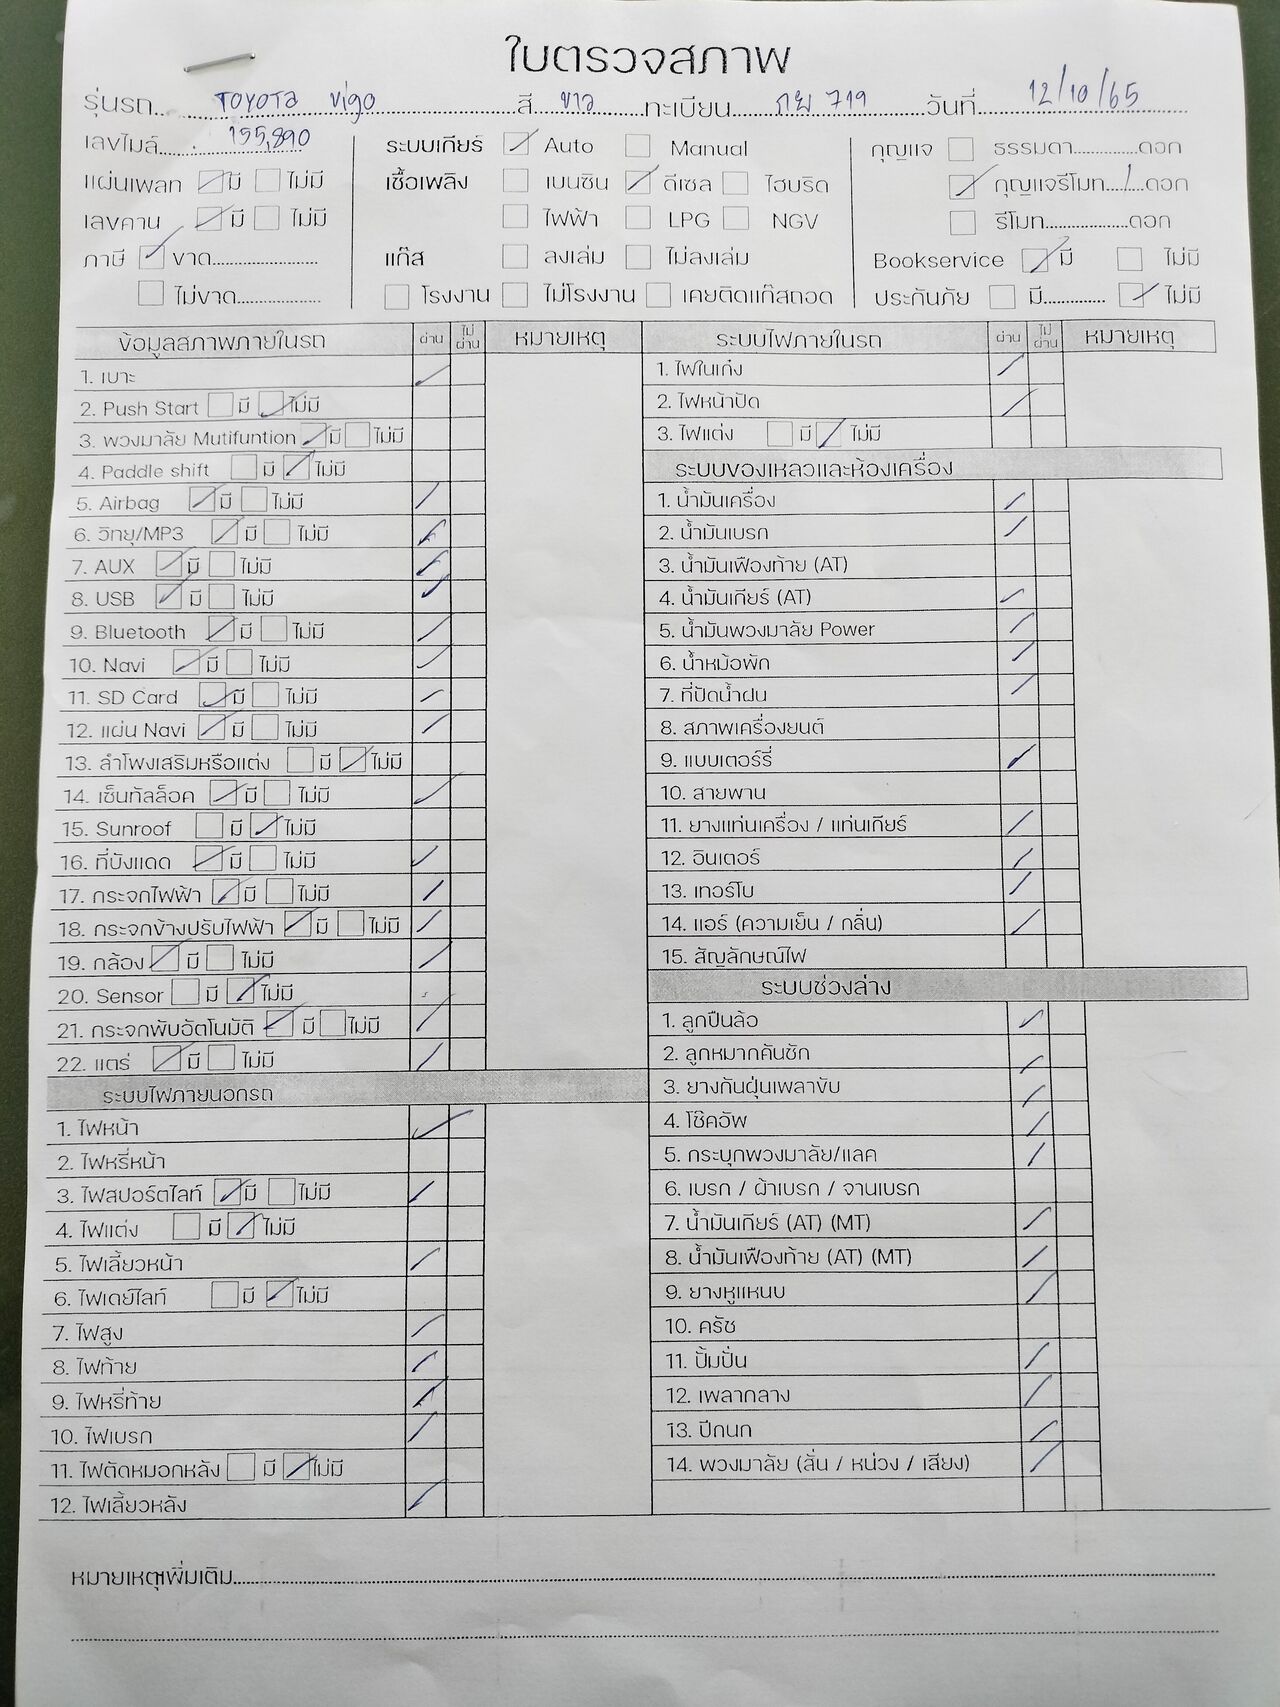 ใบตรวจสภาพ
รุ่นรถ TOYOTA Vigo สี ขาว ทะเบียน กย 719 วันที่ 12/10/65
เลขไมล์ 155,890
แผ่นเพลท มี ไม่มี
เลขคาน มี ไม่มี
ภาษี ขาด
ไม่ขาด
ระบบเกียร์ Auto Manual
เชื้อเพลิง เบนซิน ดีเซล ไฮบริด
ไฟฟ้า LPG NGV
แก๊ส ลงเล่ม ไม่ลงเล่ม
โรงงาน ไม่โรงงาน เคยติดแก๊สถอด
กุญแจ ธรรมดา ดอก
กุญแจรีโมท 1 ดอก
รีโมท ดอก
Bookservice มี ไม่มี
ประกันภัย มี ไม่มี
ข้อมูลสภาพภายในรถ ผ่าน ไม่ผ่าน หมายเหตุ
1. เบาะ
2. Push Start มี ไม่มี
3. พวงมาลัย Mutifuntion มี ไม่มี
4. Paddle shift มี ไม่มี
5. Airbag มี ไม่มี
6. วิทยุ/MP3 มี ไม่มี
7. AUX มี ไม่มี
8. USB มี ไม่มี
9. Bluetooth มี ไม่มี
10. Navi มี ไม่มี
11. SD Card มี ไม่มี
12. แผ่น Navi มี ไม่มี
13. ลำโพงเสริมหรือแต่ง มี ไม่มี
14. เซ็นทัลล็อค มี ไม่มี
15. Sunroof มี ไม่มี
16. ที่บังแดด มี ไม่มี
17. กระจกไฟฟ้า มี ไม่มี
18. กระจกข้างปรับไฟฟ้า มี ไม่มี
19. กล้อง มี ไม่มี
20. Sensor มี ไม่มี
21. กระจกพับอัตโนมัติ มี ไม่มี
22. แตร่ มี ไม่มี
ระบบไฟภายนอกรถ
1. ไฟหน้า
2. ไฟหรี่หน้า
3. ไฟสปอร์ตไลท์ มี ไม่มี
4. ไฟแต่ง มี ไม่มี
5. ไฟเลี้ยวหน้า
6. ไฟเดย์ไลท์ มี ไม่มี
7. ไฟสูง
8. ไฟท้าย
9. ไฟหรี่ท้าย
10. ไฟเบรก
11. ไฟตัดหมอกหลัง มี ไม่มี
12. ไฟเลี้ยวหลัง
ระบบไฟภายในรถ ผ่าน ไม่ผ่าน หมายเหตุ
1. ไฟในเก๋ง
2. ไฟหน้าปัด
3. ไฟแต่ง มี ไม่มี
ระบบของเหลวและห้องเครื่อง
1. น้ำมันเครื่อง
2. น้ำมันเบรก
3. น้ำมันเฟืองท้าย (AT)
4. น้ำมันเกียร์ (AT)
5. น้ำมันพวงมาลัย Power
6. น้ำหม้อพัก
7. ที่ปัดน้ำฝน
8. สภาพเครื่องยนต์
9. แบบเตอร์รี่
10. สายพาน
11. ยางแท่นเครื่อง / แท่นเกียร์
12. อินเตอร์
13. เทอร์โบ
14. แอร์ (ความเย็น / กลิ่น)
15. สัญลักษณ์ไฟ
ระบบช่วงล่าง
1. ลูกปืนล้อ
2. ลูกหมากคันชัก
3. ยางกันฝุ่นเพลาขับ
4. โช๊คอัพ
5. กระบุกพวงมาลัย/แลค
6. เบรก / ผ้าเบรก / จานเบรก
7. น้ำมันเกียร์ (AT) (MT)
8. น้ำมันเฟืองท้าย (AT) (MT)
9. ยางหูแหนบ
10. ครัช
11. ปั้มปั่น
12. เพลากลาง
13. ปีกนก
14. พวงมาลัย (สั่น / หน่วง / เสียง)
หมายเหตุเพิ่มเติม